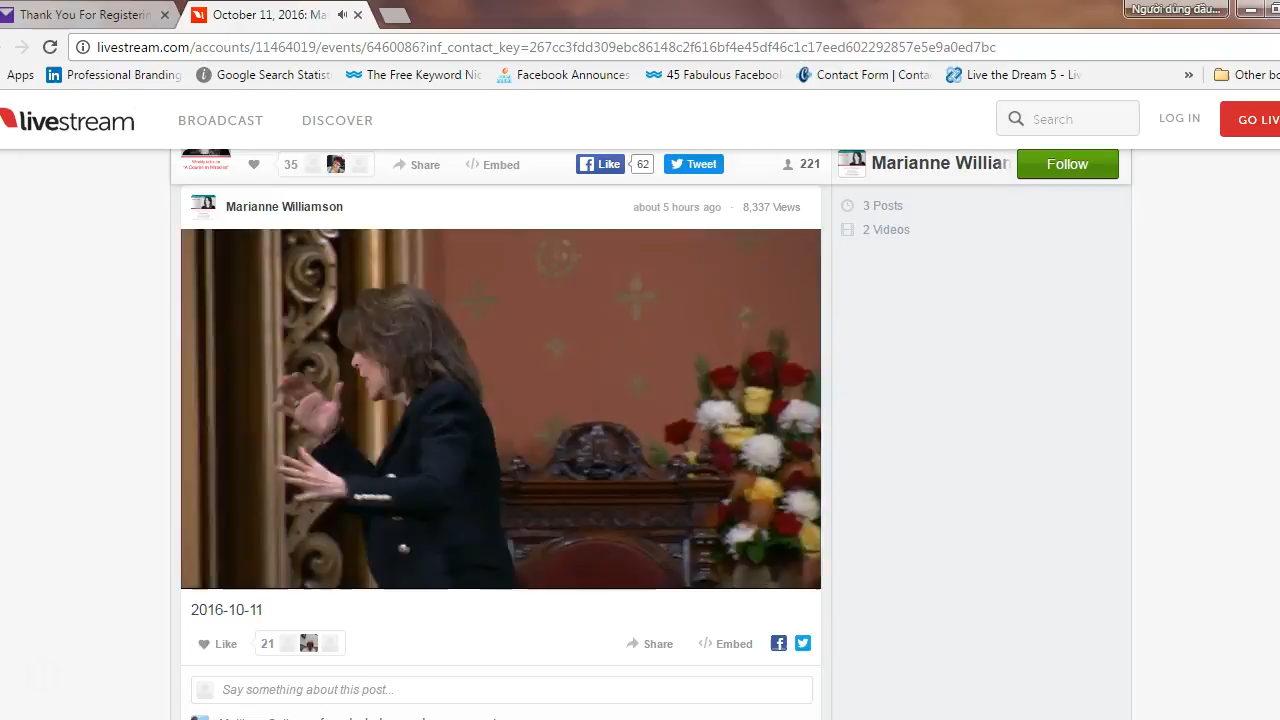 Thank You For Registerin
October 11, 2016: Ma
Người dùng đầu...
livestream.com/accounts/11464019/events/6460086?inf_contact_key=267cc3fdd309ebc86148c2f616bf4e45df46c1c17eed602292857e5e9a0ed7bc
Apps
Professional Branding
Google Search Statist
The Free Keyword Nic
Facebook Announces
45 Fabulous Facebook
Contact Form | Conta
Live the Dream 5 - Liv
»
Other bo
livestream
BROADCAST
DISCOVER
Search
LOG IN
GO LIV
35
Share
Embed
Like
62
Tweet
221
Marianne William
Follow
Marianne Williamson
about 5 hours ago · 8,337 Views
3 Posts
2 Videos
2016-10-11
Like
21
Share
Embed
Say something about this post...